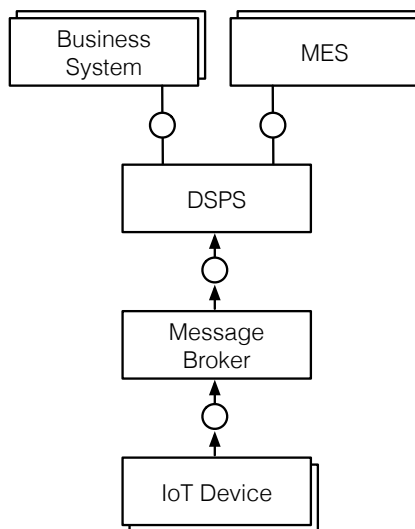 Business
System
MES
DSPS
Message
Broker
IoT Device